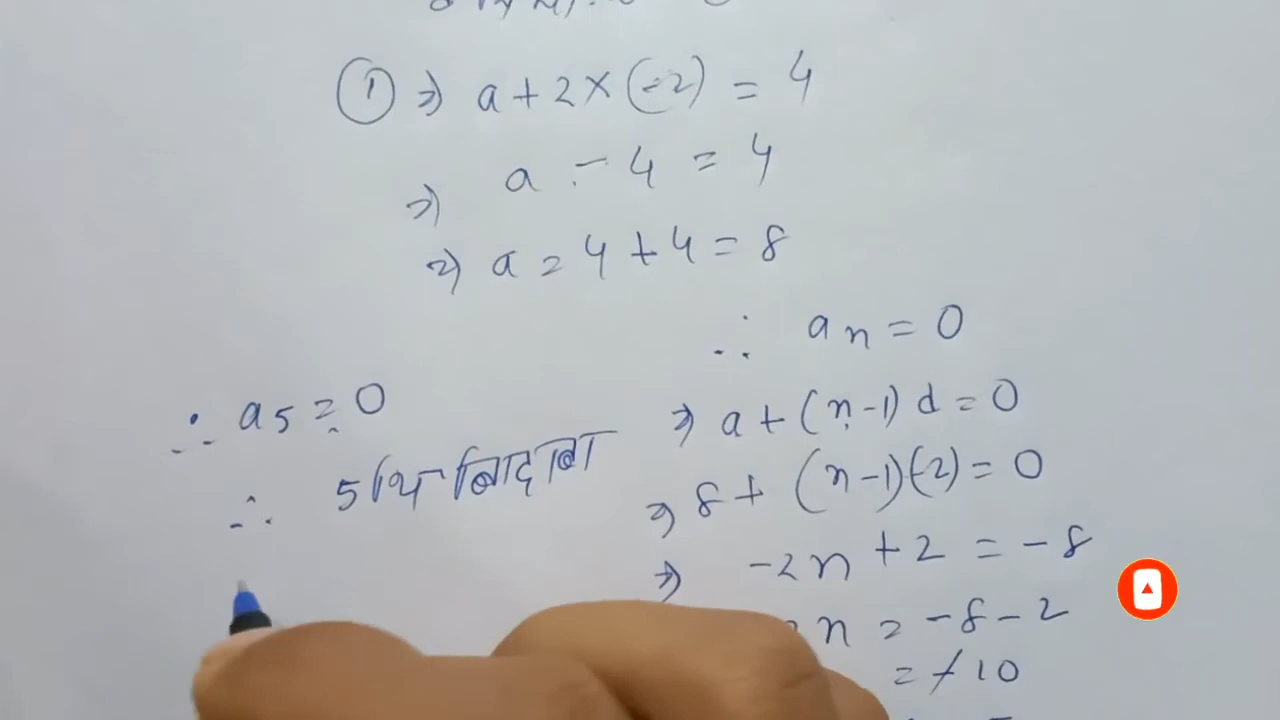 ① ⇒ a + 2 × (-2) = 4
⇒ a - 4 = 4
⇒ a = 4 + 4 = 8
∴ an = 0
⇒ a + (n-1) d = 0
⇒ 8 + (n-1)(-2) = 0
⇒ -2n + 2 = -8
n = -8 - 2
= -10
∴ a5 = 0
∴ 5